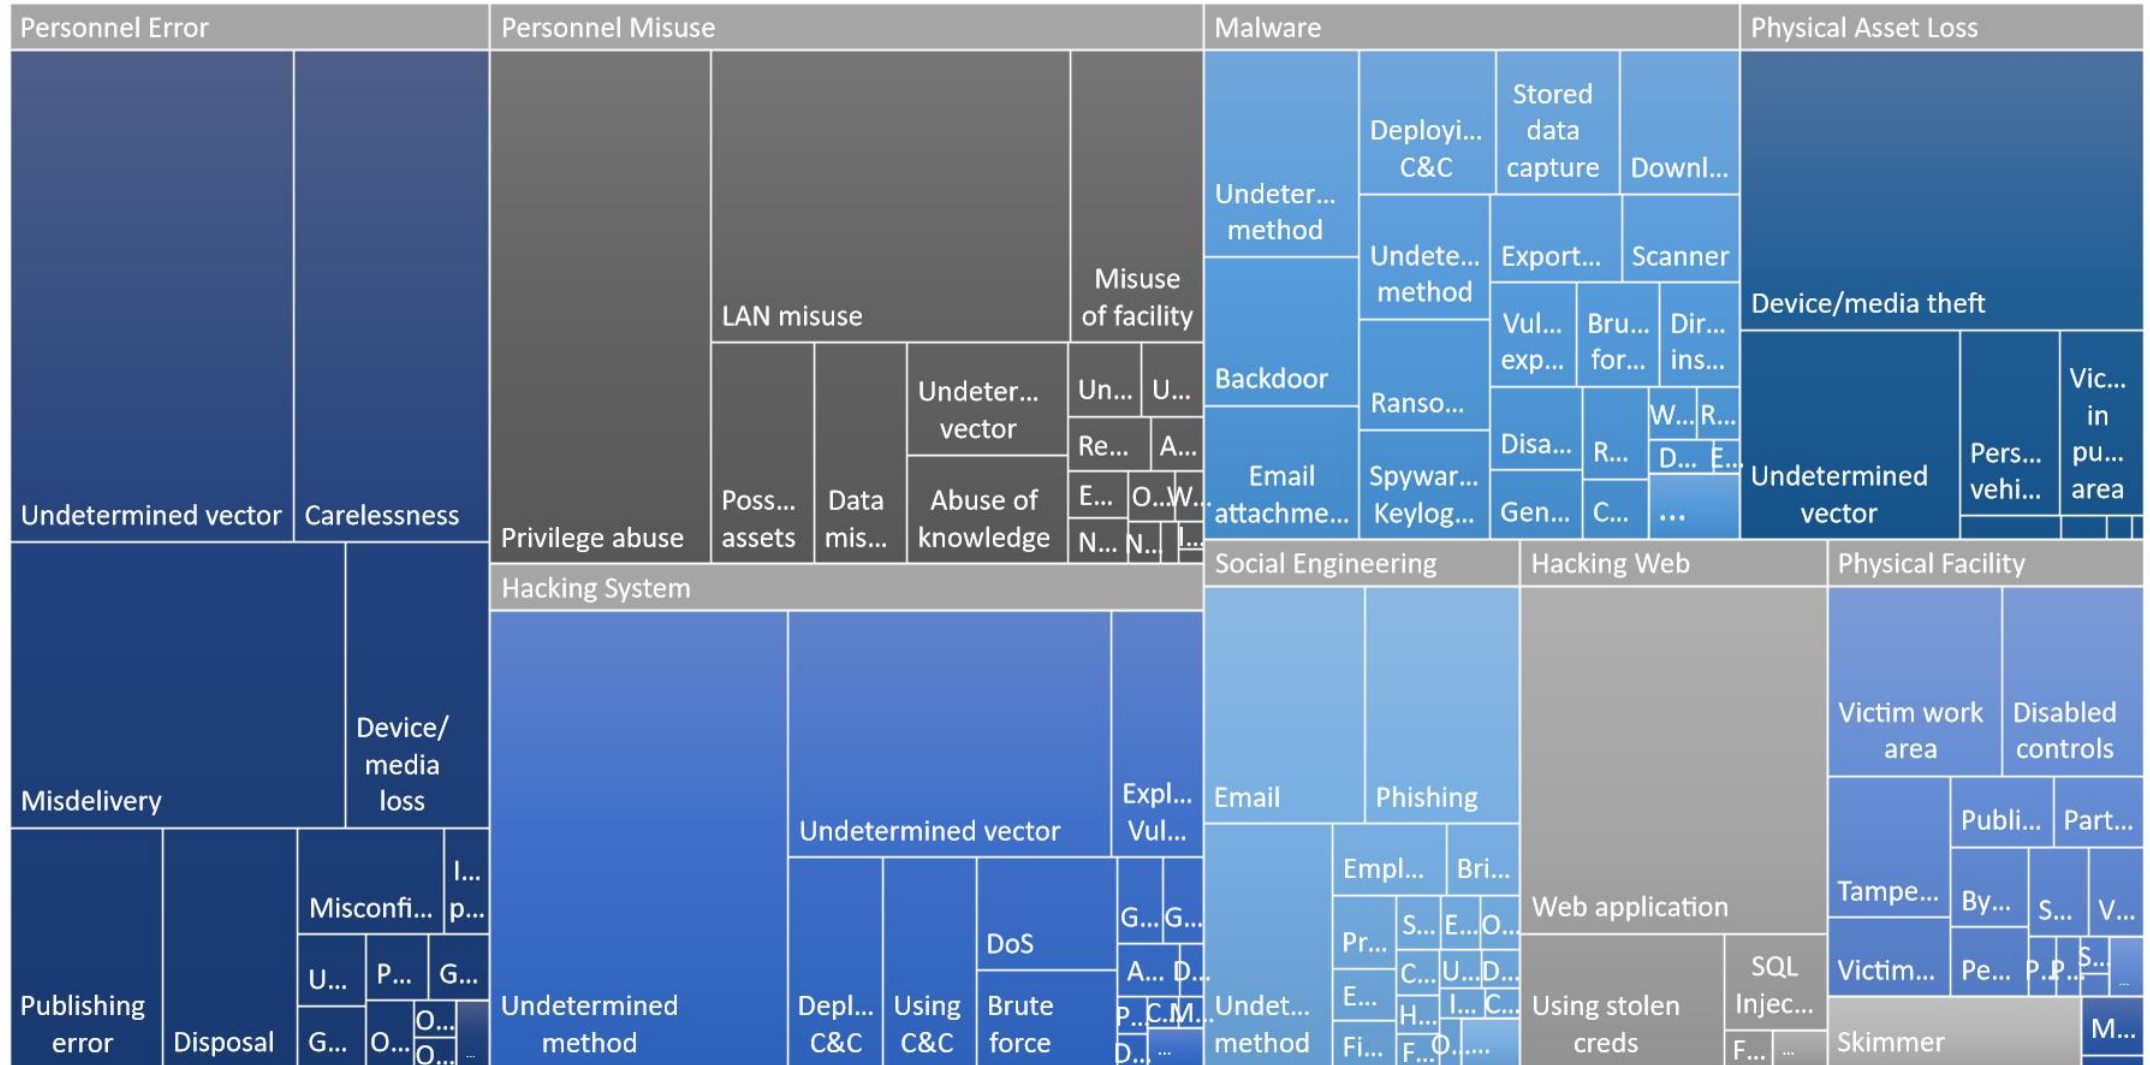 Personnel Error
Undetermined vector
Carelessness
Misdelivery
Device/
media
loss
Publishing
error
Disposal
Misconfi...
I...
p...
U...
P...
G...
G...
O...
O...
O...
...
Personnel Misuse
Privilege abuse
LAN misuse
Misuse
of facility
Poss...
assets
Data
mis...
Undeter...
vector
Abuse of
knowledge
Un...
U...
Re...
A...
E...
O...
W...
N...
N...
I...
Hacking System
Undetermined
method
Undetermined vector
Expl...
Vul...
Depl...
C&C
Using
C&C
DoS
Brute
force
G...
G...
A...
D...
P...
C...
M...
D...
...
Malware
Undeter...
method
Backdoor
Email
attachme...
Deployi...
C&C
Stored
data
capture
Downl...
Undete...
method
Export...
Scanner
Ranso...
Vul...
exp...
Bru...
for...
Dir...
ins...
Spywar...
Keylog...
Disa...
R...
W...
R...
D...
E...
Gen...
C...
...
Physical Asset Loss
Device/media theft
Undetermined
vector
Pers...
vehi...
Vic...
in
pu...
area
Social Engineering
Email
Phishing
Undet...
method
Empl...
Bri...
Pr...
S...
E...
O...
C...
U...
D...
E...
H...
I...
C...
Fi...
F...
O...
...
Hacking Web
Web application
Using stolen
creds
SQL
Injec...
F...
...
Physical Facility
Victim work
area
Disabled
controls
Tampe...
Publi...
Part...
By...
S...
V...
Victim...
Pe...
P...
P...
S...
...
Skimmer
M...